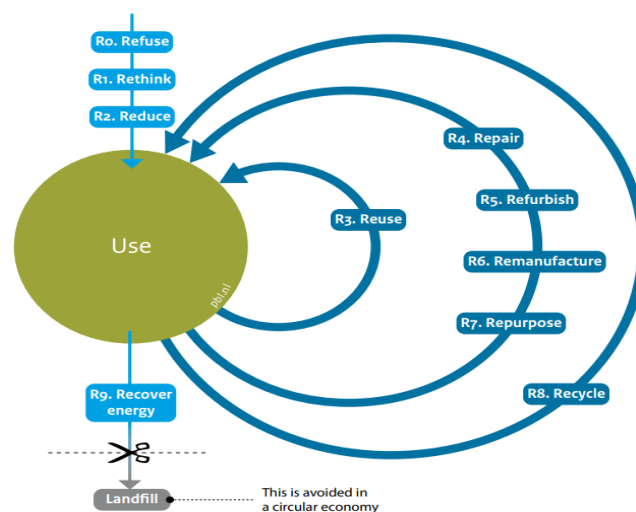 R0. Refuse
R1. Rethink
R2. Reduce
R4. Repair
R5. Refurbish
R3. Reuse
Use
R6. Remanufacture
pbl.nl
R7. Repurpose
R9. Recover
energy
R8. Recycle
Landfill
This is avoided in
a circular economy